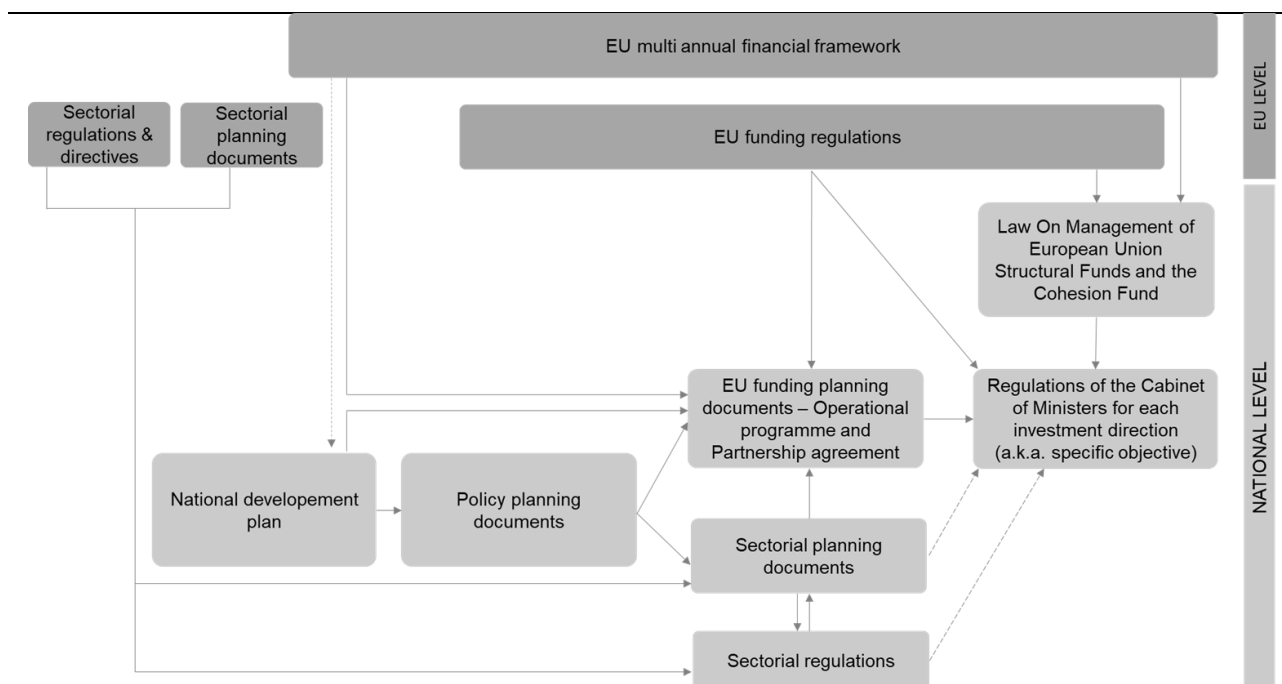 EU multi annual financial framework
EU LEVEL
Sectorial
regulations &
directives
Sectorial
planning
documents
EU funding regulations
Law On Management of
European Union
Structural Funds and the
Cohesion Fund
NATIONAL LEVEL
EU funding planning
documents – Operational
programme and
Partnership agreement
Regulations of the Cabinet
of Ministers for each
investment direction
(a.k.a. specific objective)
National developement
plan
Policy planning
documents
Sectorial planning
documents
Sectorial regulations